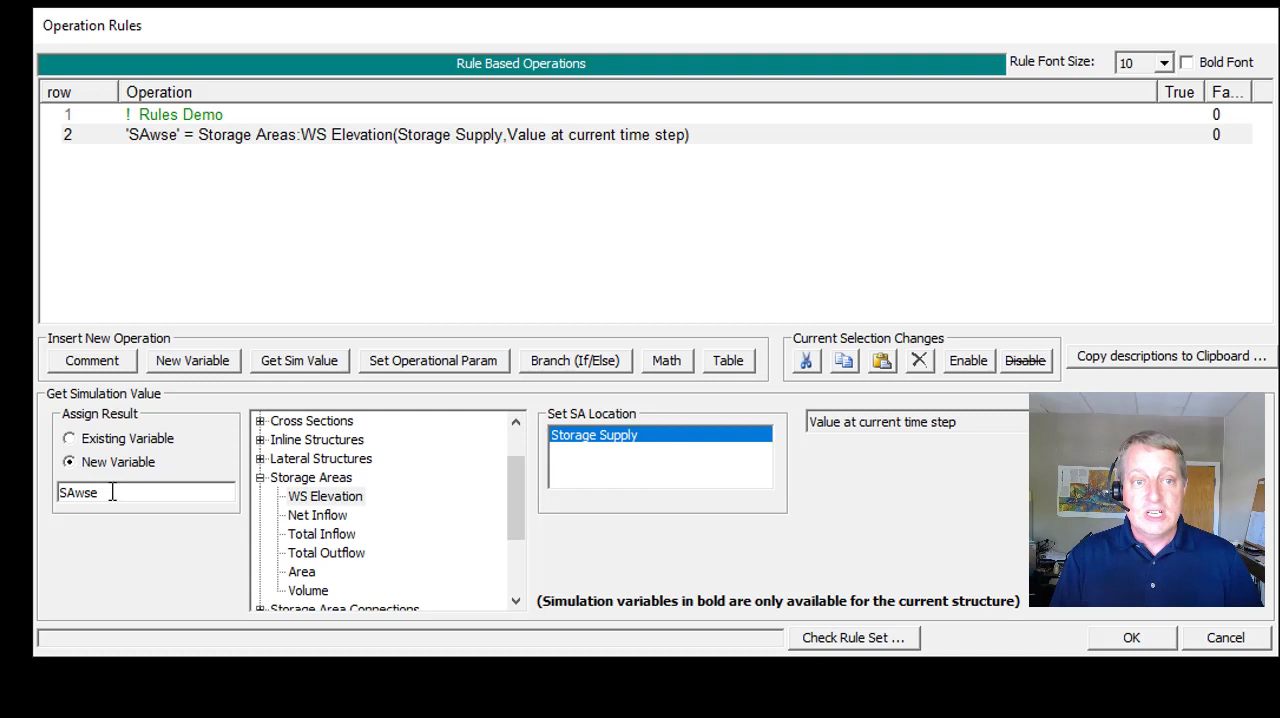 Operation Rules
Rule Based Operations
Rule Font Size: 10 Bold Font
row Operation True Fa...
1 ! Rules Demo 0
2 'SAwse' = Storage Areas:WS Elevation(Storage Supply,Value at current time step) 0
Insert New Operation
Comment New Variable Get Sim Value Set Operational Param Branch (If/Else) Math Table
Current Selection Changes
Enable Disable
Copy descriptions to Clipboard ...
Get Simulation Value
Assign Result
Existing Variable
New Variable
SAwse
Cross Sections
Inline Structures
Lateral Structures
Storage Areas
WS Elevation
Net Inflow
Total Inflow
Total Outflow
Area
Volume
Storage Area Connections
Set SA Location
Storage Supply
Value at current time step
(Simulation variables in bold are only available for the current structure)
Check Rule Set ... OK Cancel